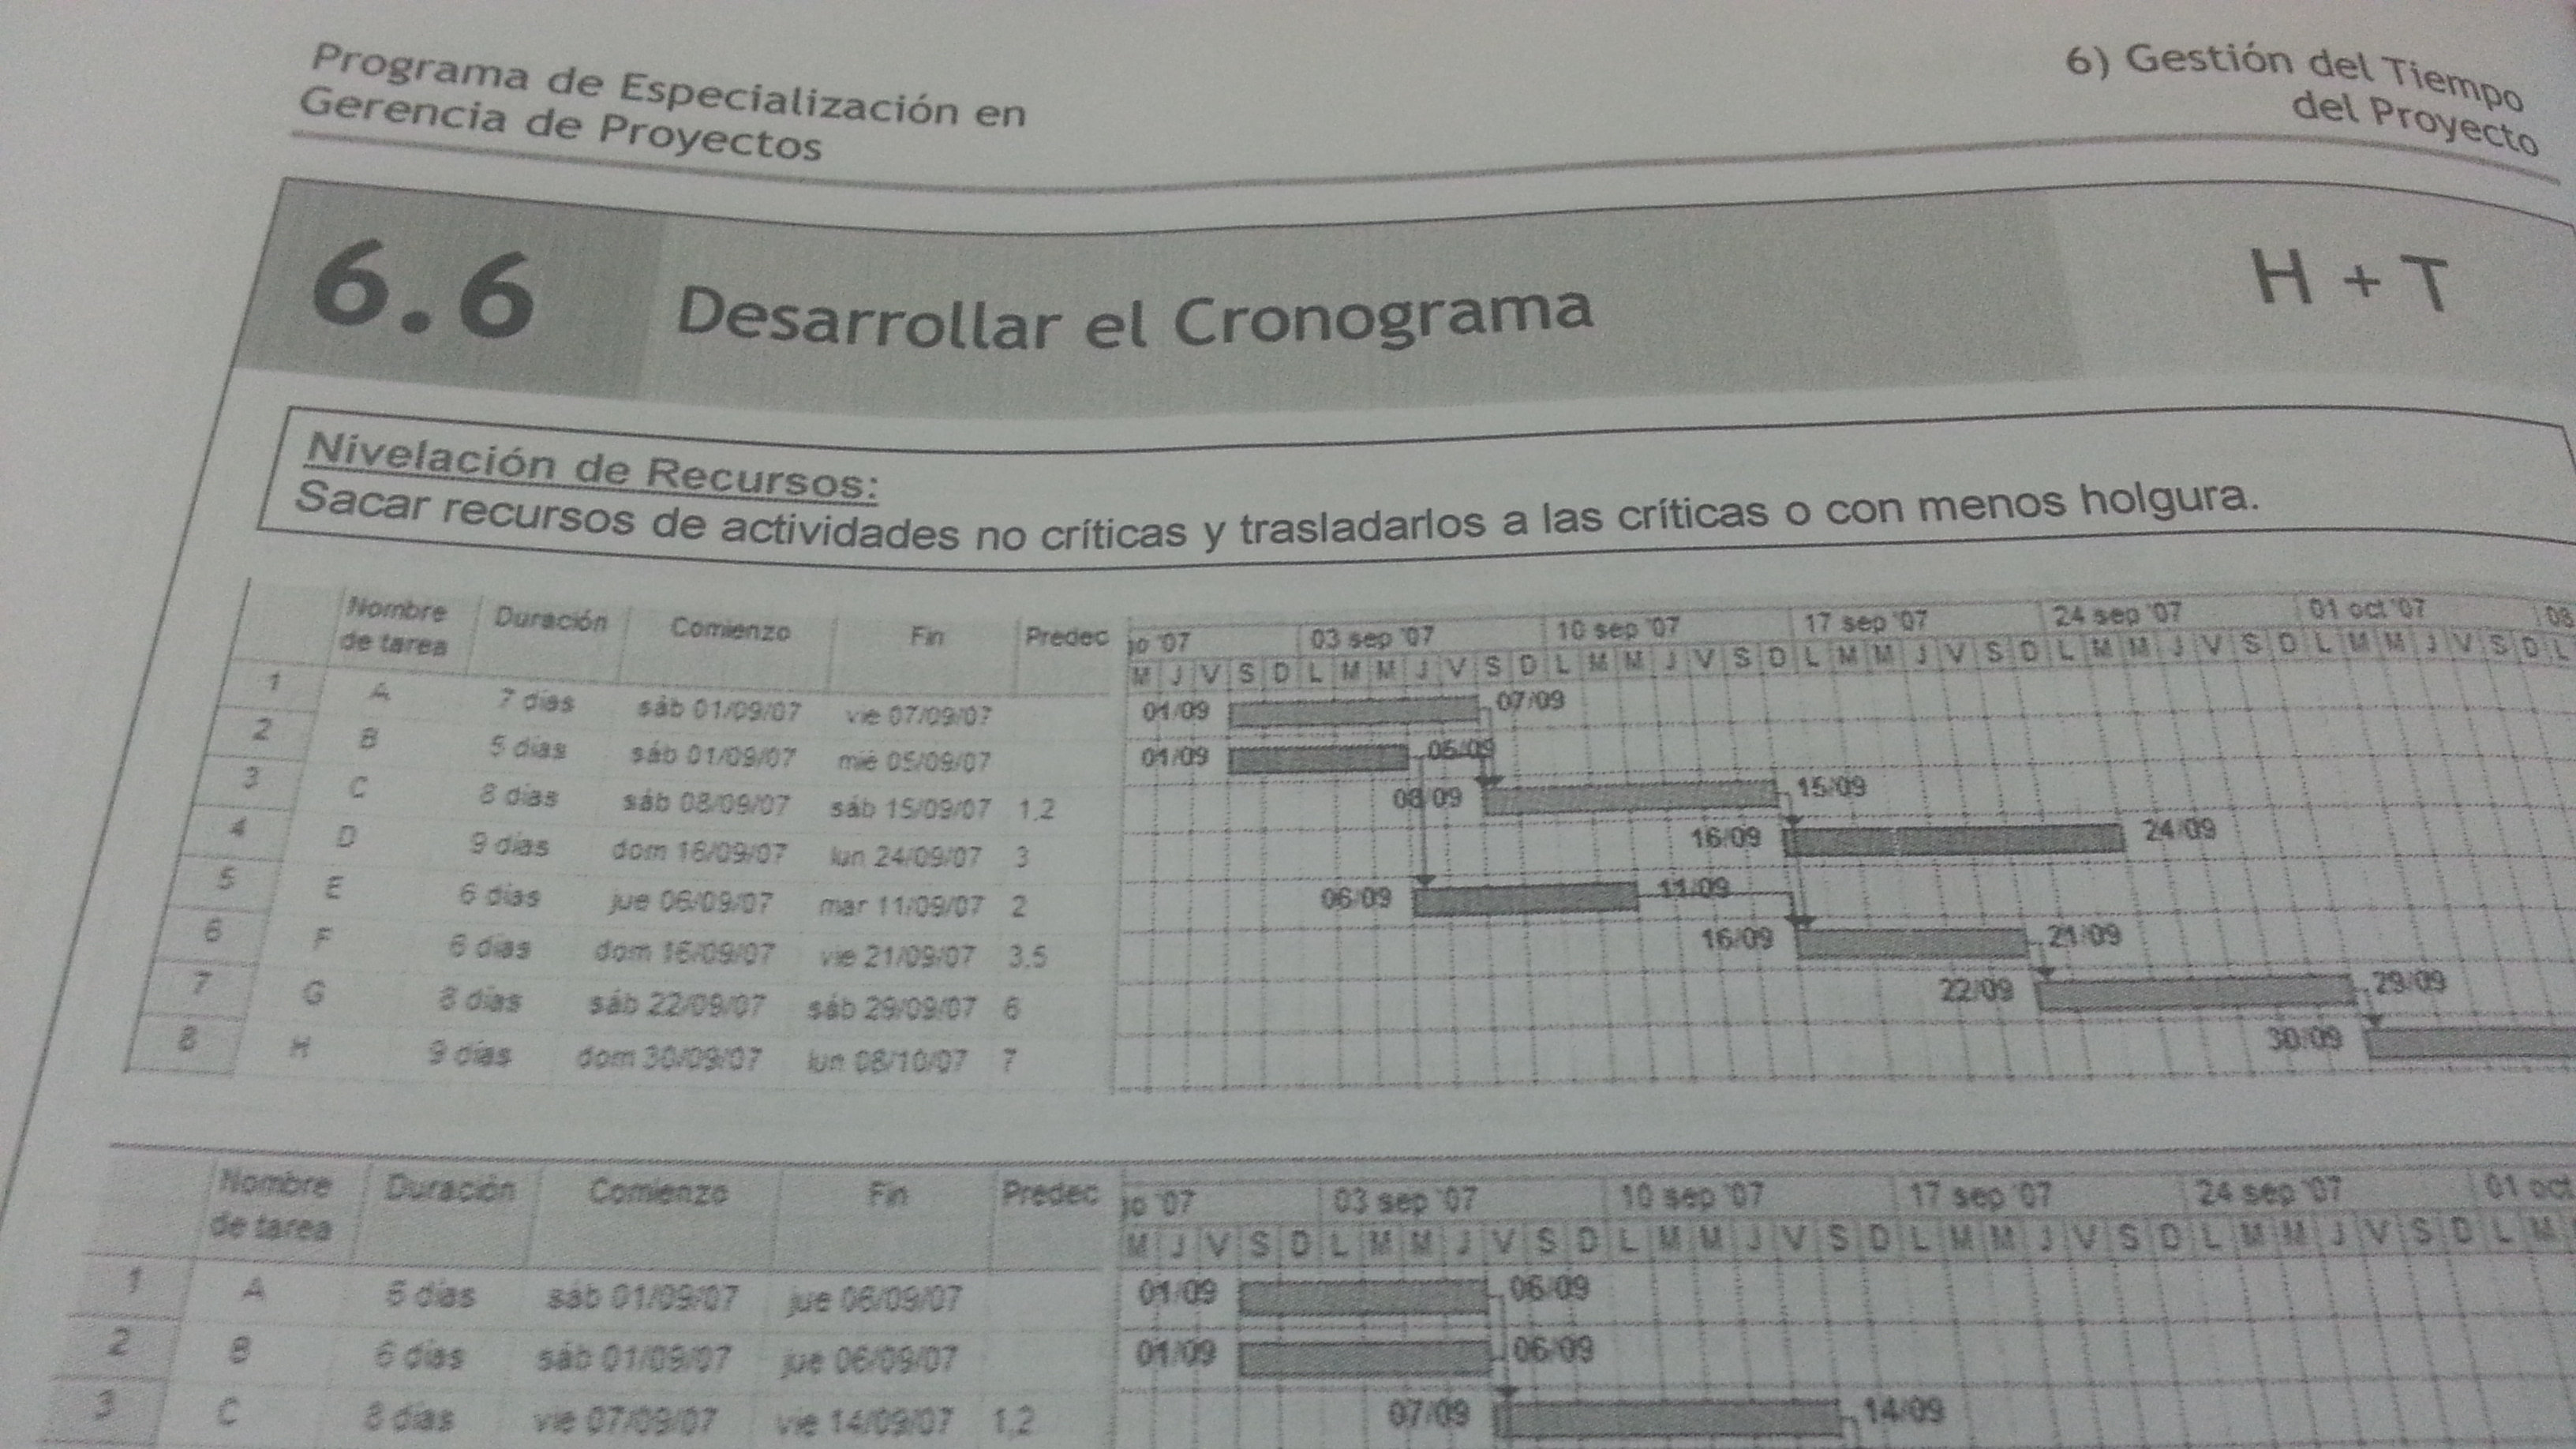 Programa de Especialización en
Gerencia de Proyectos
6) Gestión del Tiempo
del Proyecto
6.6 Desarrollar el Cronograma H + T
Nivelación de Recursos:
Sacar recursos de actividades no críticas y trasladarlos a las críticas o con menos holgura.
Nombre de tarea Duración Comienzo Fin Predec
jo '07 03 sep '07 10 sep '07 17 sep '07 24 sep '07 01 oct '07 08
M J V S D L M M J V S D L M M J V S D L M M J V S D L M M J V S D L M M J V S D L
1 A 7 días sáb 01/09/07 vie 07/09/07 01/09 07/09
2 B 5 días sáb 01/09/07 mié 05/09/07 01/09 05/09
3 C 8 días sáb 08/09/07 sáb 15/09/07 1,2 08/09 15/09
4 D 9 días dom 16/09/07 lun 24/09/07 3 16/09 24/09
5 E 6 días jue 06/09/07 mar 11/09/07 2 06/09 11/09
6 F 6 días dom 16/09/07 vie 21/09/07 3,5 16/09 21/09
7 G 8 días sáb 22/09/07 sáb 29/09/07 6 22/09 29/09
8 H 9 días dom 30/09/07 lun 08/10/07 7 30/09
Nombre de tarea Duración Comienzo Fin Predec
jo '07 03 sep '07 10 sep '07 17 sep '07 24 sep '07 01 oct
M J V S D L M M J V S D L M M J V S D L M M J V S D L M M J V S D L M
1 A 6 días sáb 01/09/07 jue 06/09/07 01/09 06/09
2 B 6 días sáb 01/09/07 jue 06/09/07 01/09 06/09
3 C 8 días vie 07/09/07 vie 14/09/07 1,2 07/09 14/09